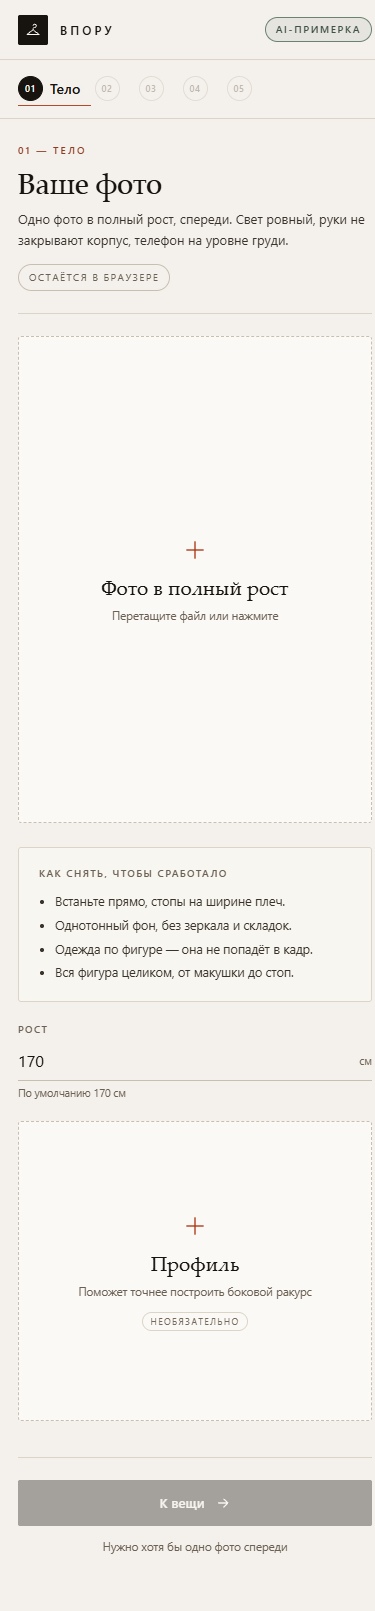 ВПОРУ
AI-ПРИМЕРКА
01 Тело 02 03 04 05
01 — ТЕЛО
Ваше фото
Одно фото в полный рост, спереди. Свет ровный, руки не
закрывают корпус, телефон на уровне груди.
ОСТАЁТСЯ В БРАУЗЕРЕ
Фото в полный рост
Перетащите файл или нажмите
КАК СНЯТЬ, ЧТОБЫ СРАБОТАЛО
• Встаньте прямо, стопы на ширине плеч.
• Однотонный фон, без зеркала и складок.
• Одежда по фигуре — она не попадёт в кадр.
• Вся фигура целиком, от макушки до стоп.
РОСТ
170 см
По умолчанию 170 см
Профиль
Поможет точнее построить боковой ракурс
НЕОБЯЗАТЕЛЬНО
К вещи →
Нужно хотя бы одно фото спереди